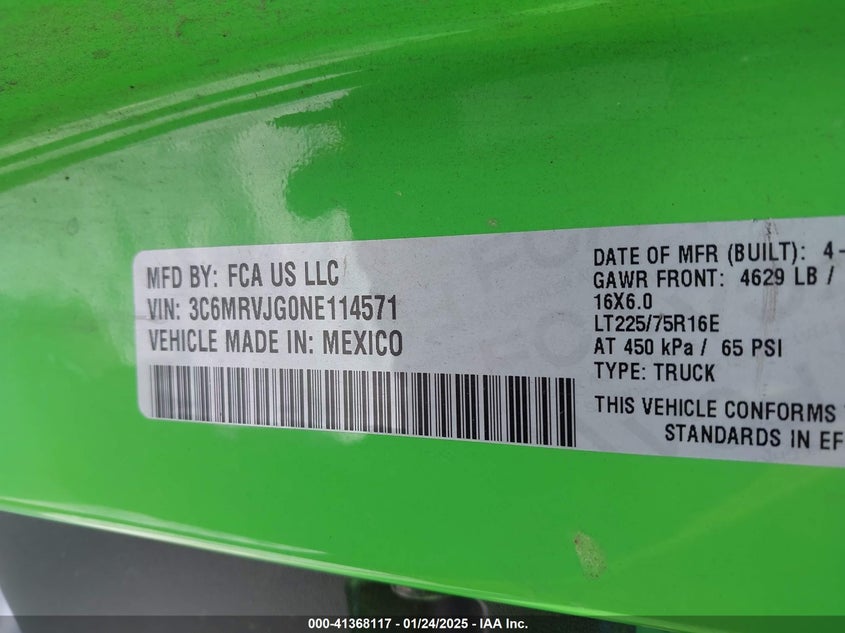 MFD BY: FCA US LLC
VIN: 3C6MRVJG0NE114571
VEHICLE MADE IN: MEXICO
DATE OF MFR (BUILT): 4-
GAWR FRONT: 4629 LB /
16X6.0
LT225/75R16E
AT 450 kPa / 65 PSI
TYPE: TRUCK
THIS VEHICLE CONFORMS
STANDARDS IN EF
000-41368117 - 01/24/2025 - IAA Inc.